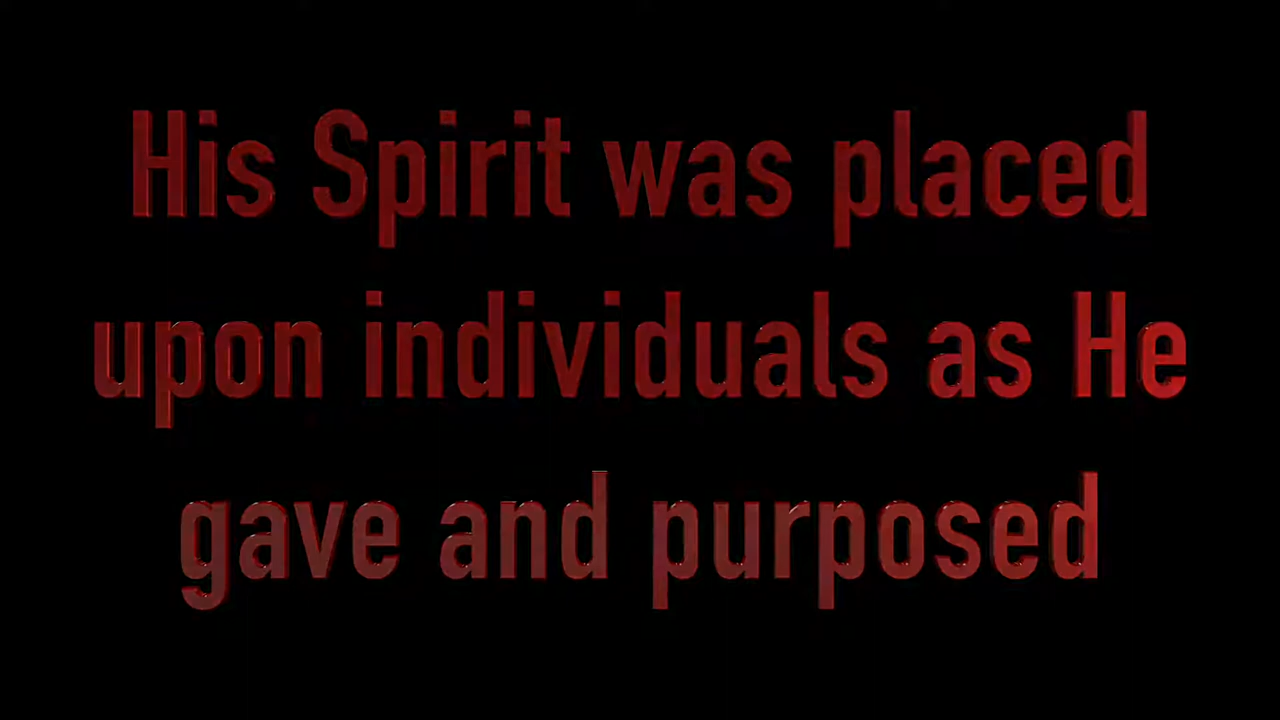 His Spirit was placed
upon individuals as He
gave and purposed